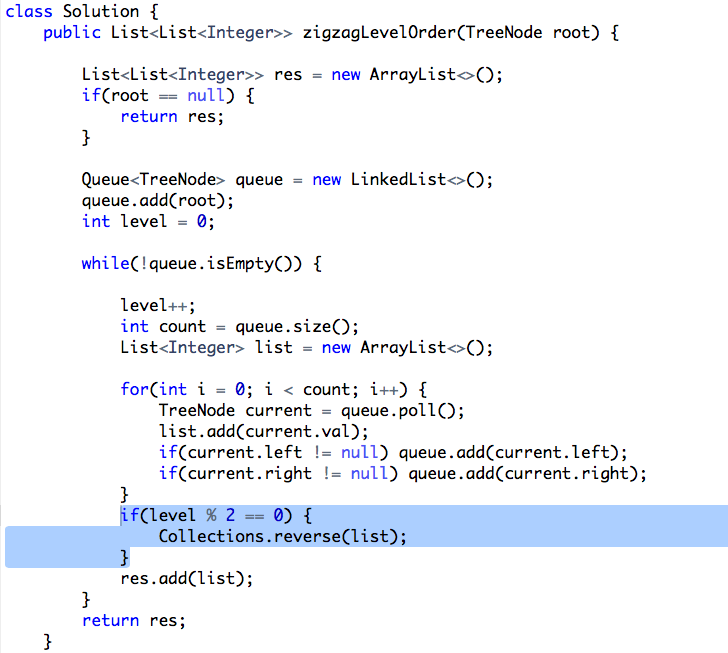 class Solution {
    public List<List<Integer>> zigzagLevelOrder(TreeNode root) {
        List<List<Integer>> res = new ArrayList<>();
        if(root == null) {
            return res;
        }
        Queue<TreeNode> queue = new LinkedList<>();
        queue.add(root);
        int level = 0;
        while(!queue.isEmpty()) {
            level++;
            int count = queue.size();
            List<Integer> list = new ArrayList<>();
            for(int i = 0; i < count; i++) {
                TreeNode current = queue.poll();
                list.add(current.val);
                if(current.left != null) queue.add(current.left);
                if(current.right != null) queue.add(current.right);
            }
            if(level % 2 == 0) {
                Collections.reverse(list);
            }
            res.add(list);
        }
        return res;
    }